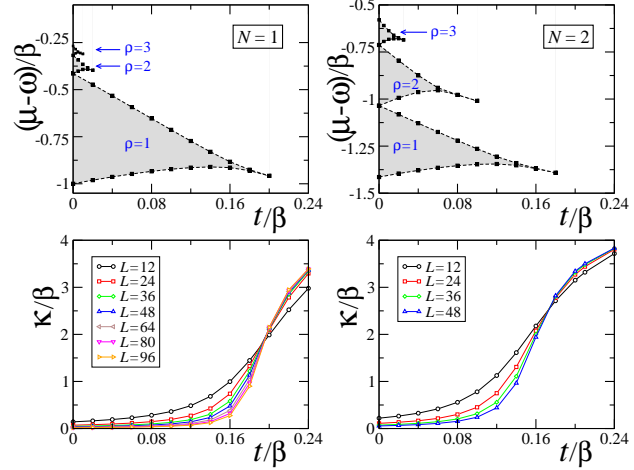 0
-0.25
-0.5
-0.75
-1
(μ-ω)/β
ρ=3
ρ=2
ρ=1
N = 1
0 0.08 0.16 0.24
t/β
-0.5
-0.75
-1
-1.25
-1.5
(μ-ω)/β
ρ=3
ρ=2
ρ=1
N = 2
0 0.08 0.16 0.24
t/β
4
3
2
1
0
κ/β
L=12
L=24
L=36
L=48
L=64
L=80
L=96
0 0.08 0.16 0.24
t/β
4
3
2
1
0
κ/β
L=12
L=24
L=36
L=48
0 0.08 0.16 0.24
t/β